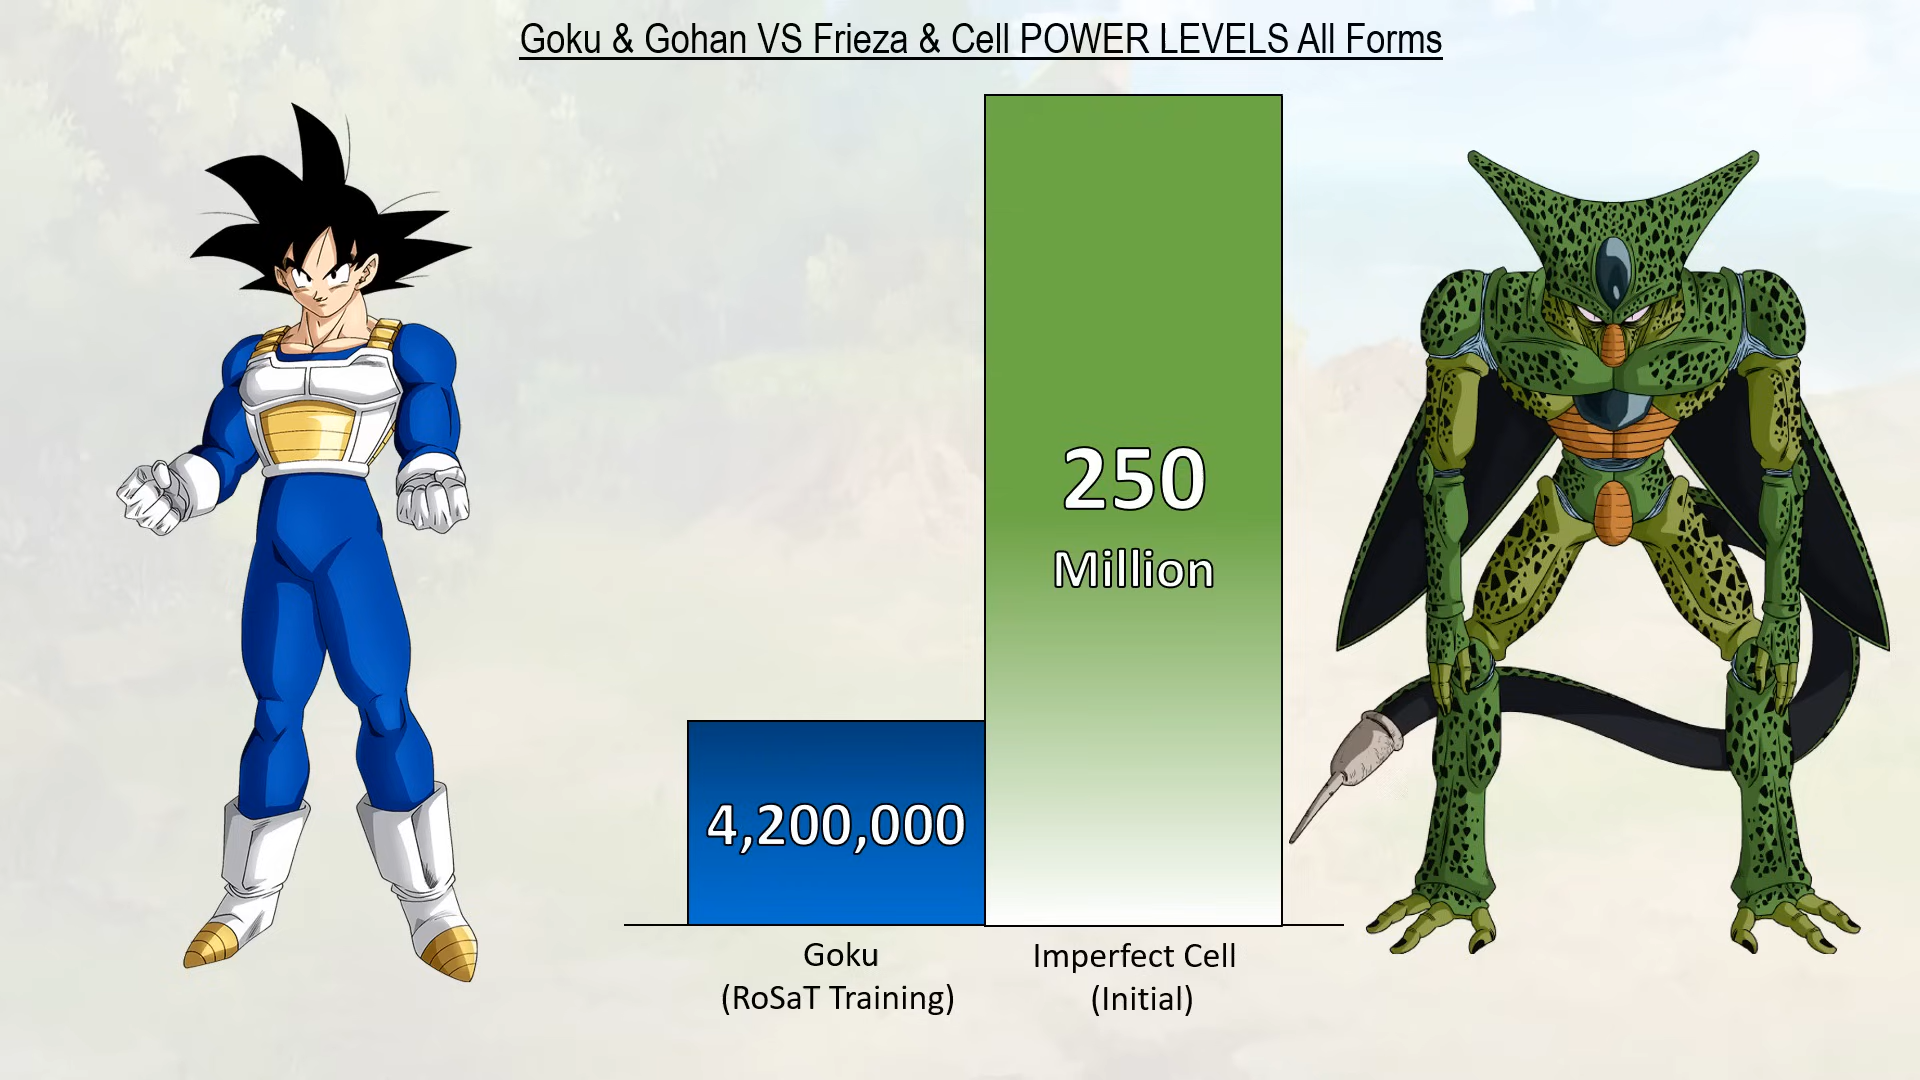 Goku & Gohan VS Frieza & Cell POWER LEVELS All Forms
250
Million
4,200,000
Goku
(RoSaT Training)
Imperfect Cell
(Initial)